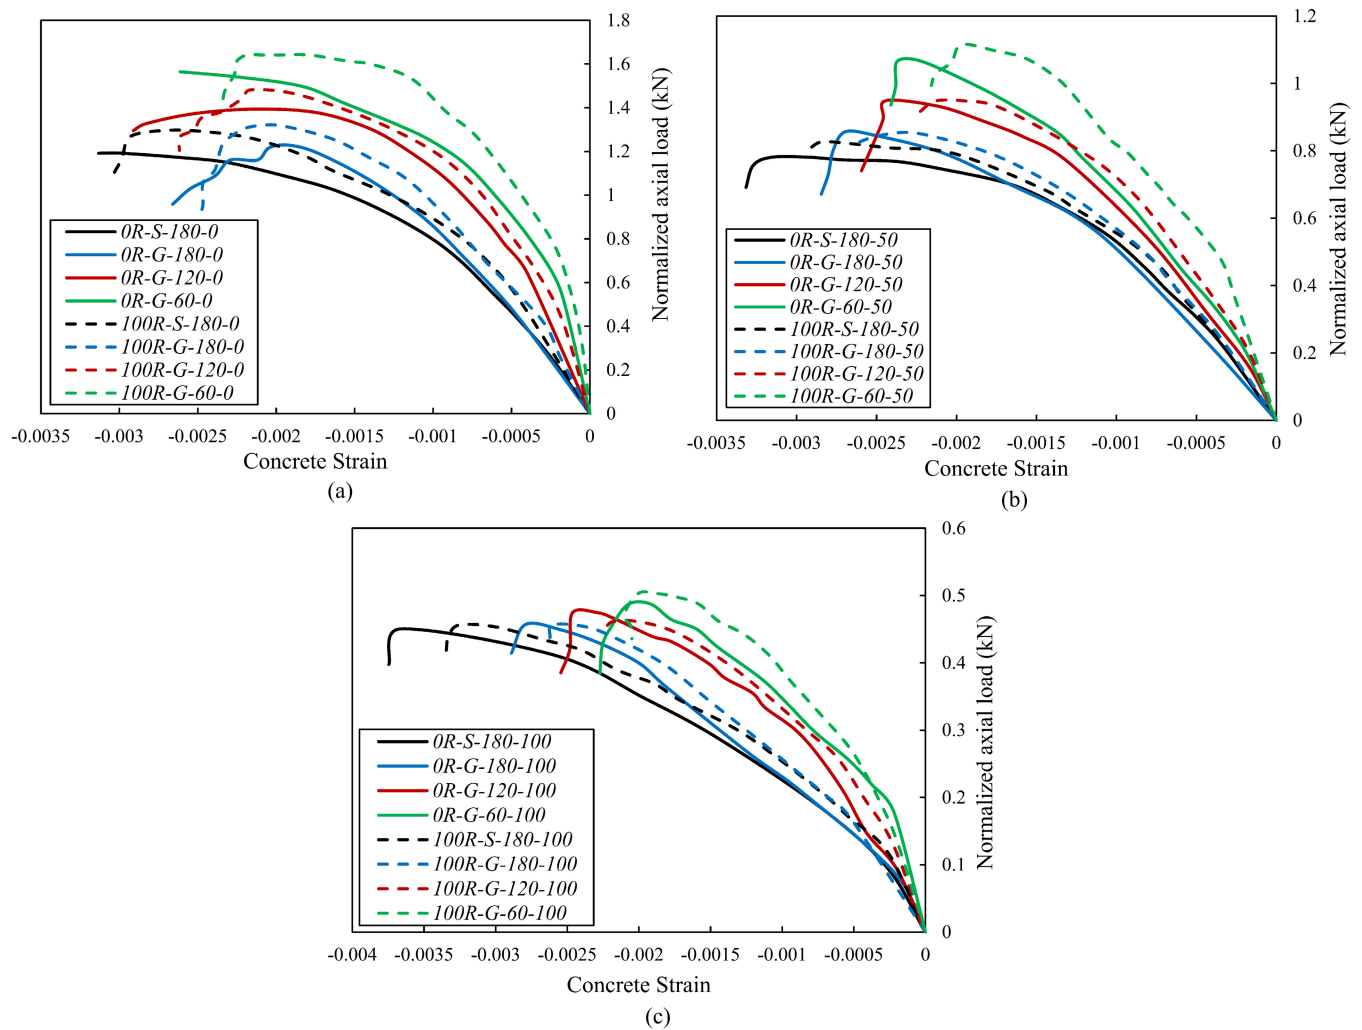 1.8
1.6
1.4
1.2
1
0.8
0.6
0.4
0.2
0
Normalized axial load (kN)
0R-S-180-0
0R-G-180-0
0R-G-120-0
0R-G-60-0
100R-S-180-0
100R-G-180-0
100R-G-120-0
100R-G-60-0
-0.0035 -0.003 -0.0025 -0.002 -0.0015 -0.001 -0.0005 0
Concrete Strain
(a)
1.2
1
0.8
0.6
0.4
0.2
0
Normalized axial load (kN)
0R-S-180-50
0R-G-180-50
0R-G-120-50
0R-G-60-50
100R-S-180-50
100R-G-180-50
100R-G-120-50
100R-G-60-50
-0.0035 -0.003 -0.0025 -0.002 -0.0015 -0.001 -0.0005 0
Concrete Strain
(b)
0.6
0.5
0.4
0.3
0.2
0.1
0
Normalized axial load (kN)
0R-S-180-100
0R-G-180-100
0R-G-120-100
0R-G-60-100
100R-S-180-100
100R-G-180-100
100R-G-120-100
100R-G-60-100
-0.004 -0.0035 -0.003 -0.0025 -0.002 -0.0015 -0.001 -0.0005 0
Concrete Strain
(c)